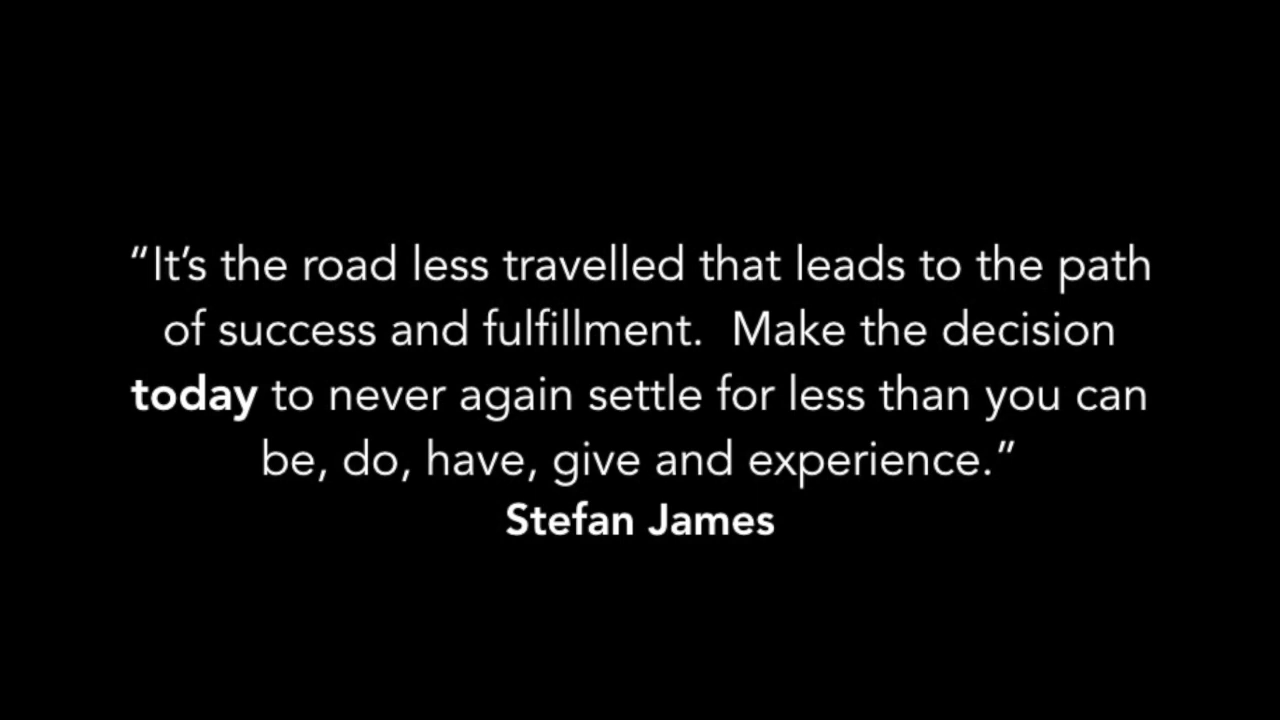 “It’s the road less travelled that leads to the path
of success and fulfillment.  Make the decision
today to never again settle for less than you can
be, do, have, give and experience.”
Stefan James